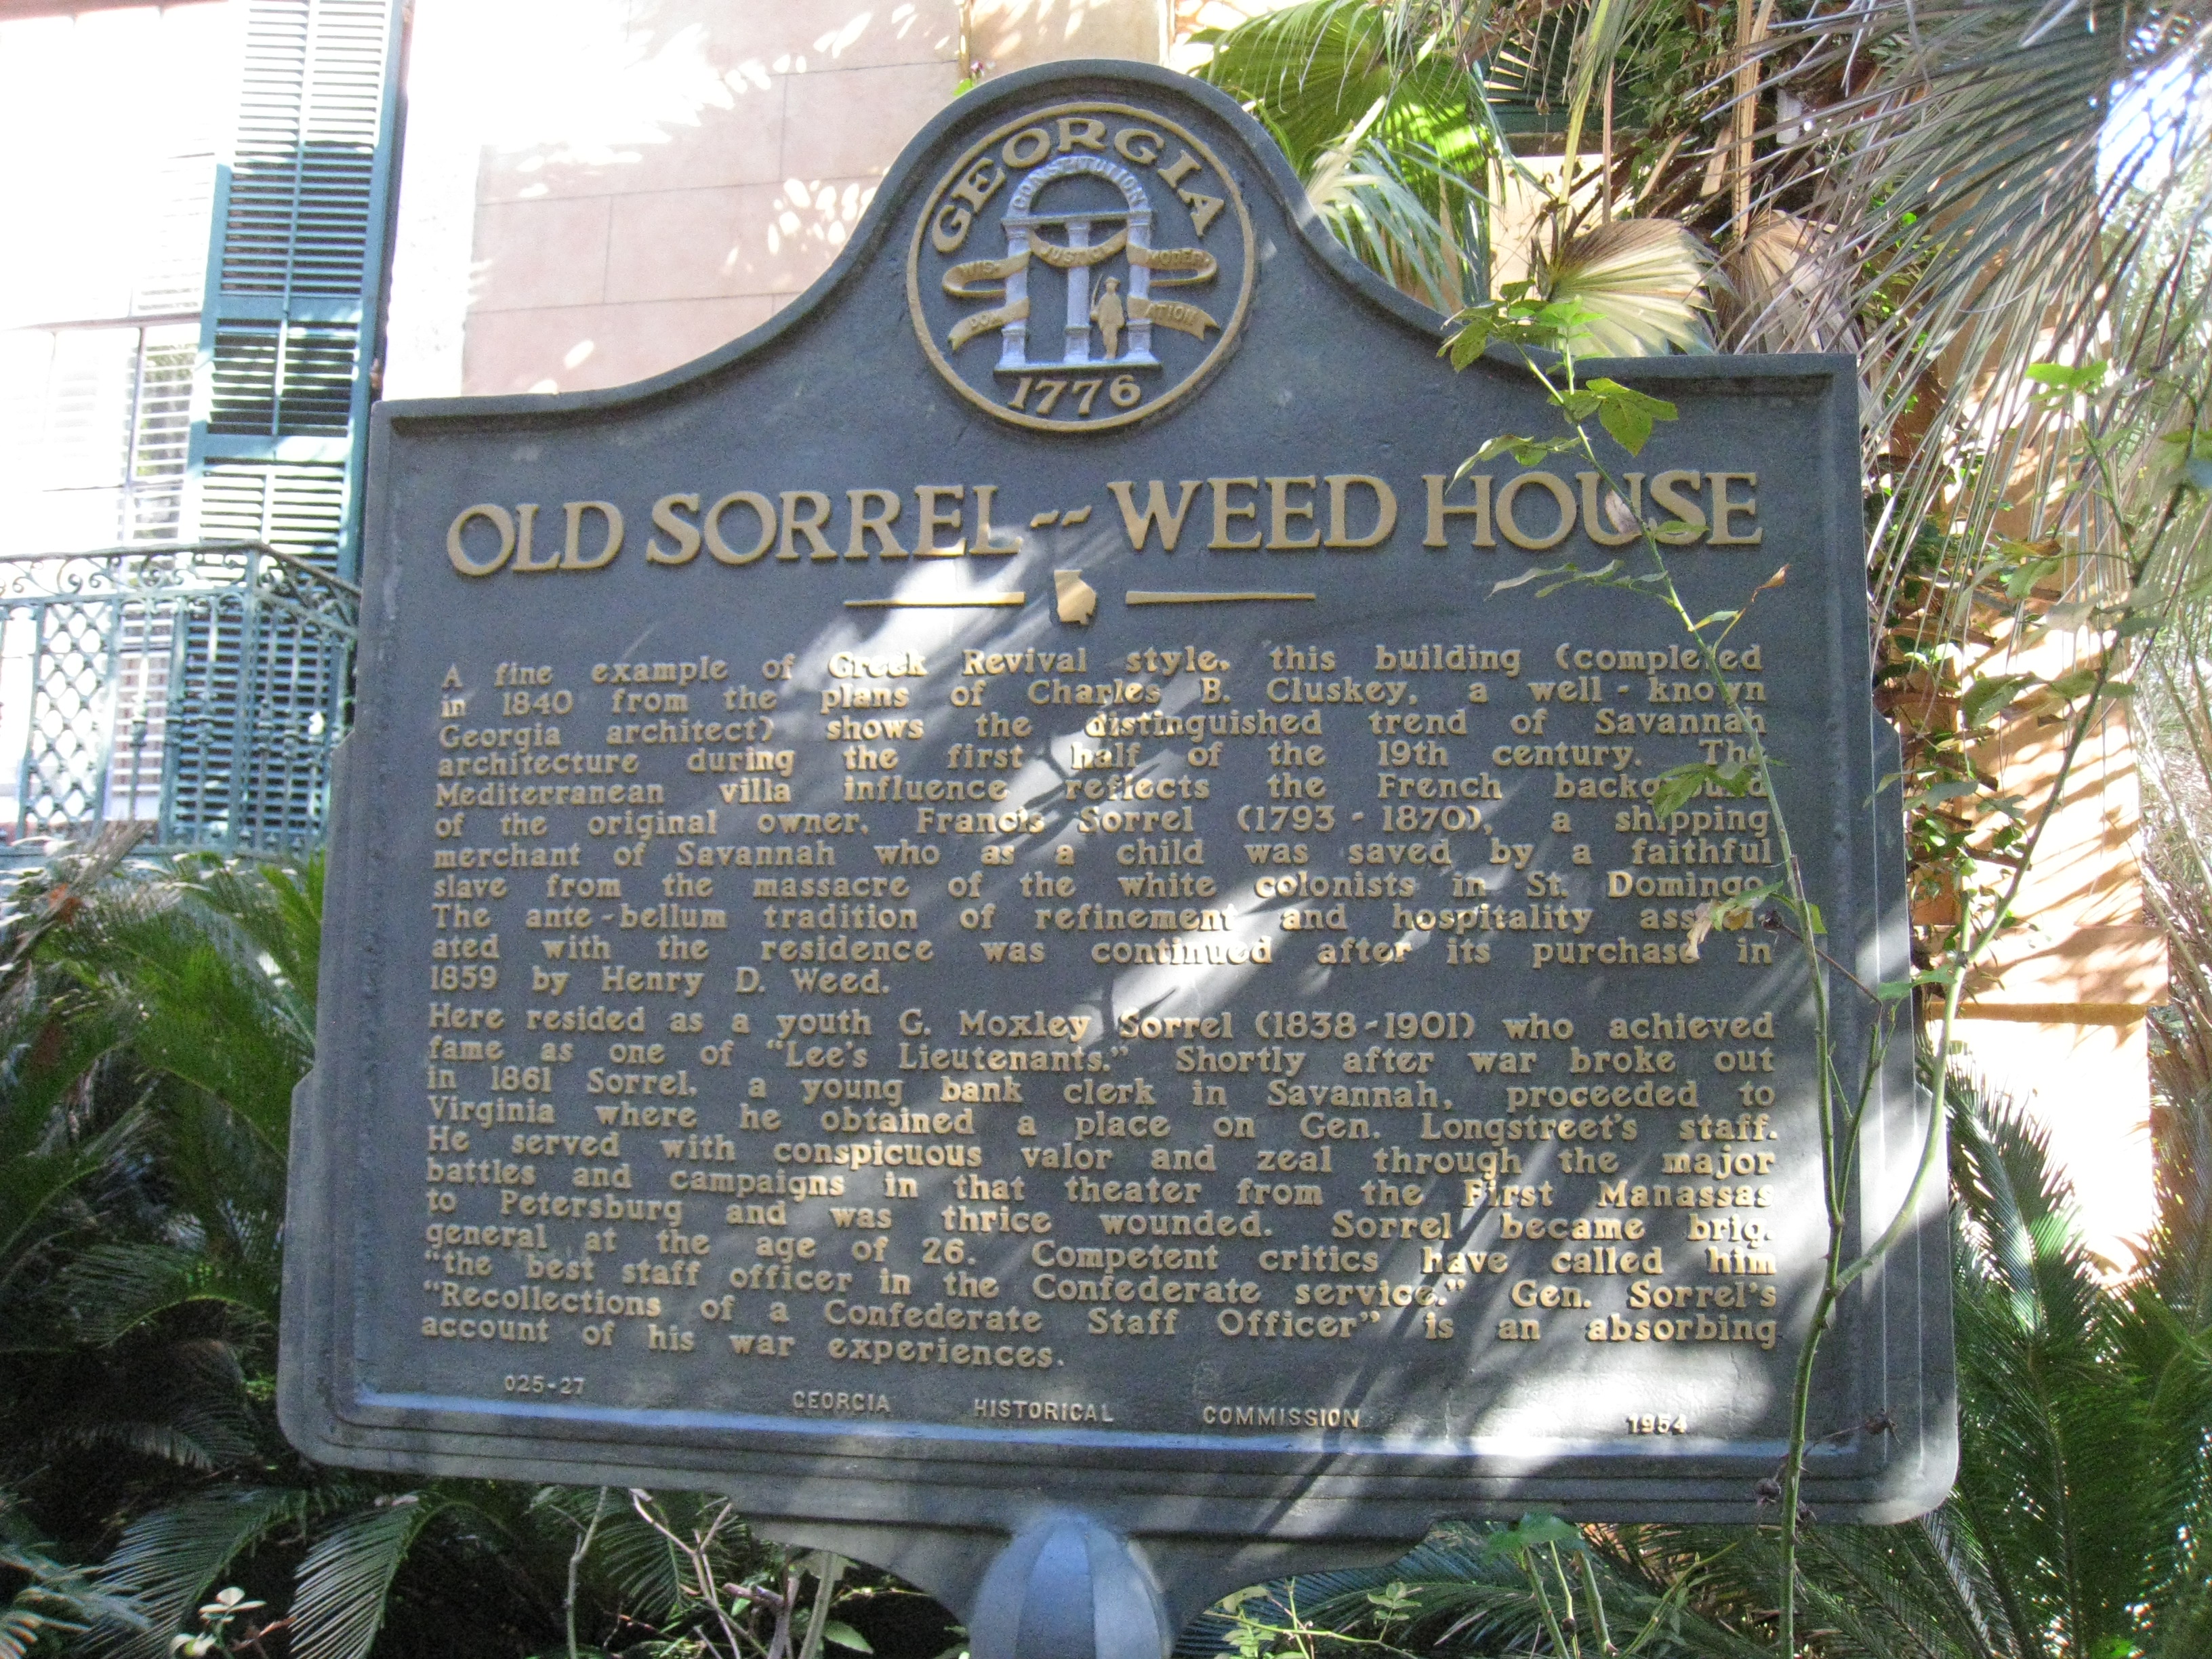 GEORGIA
CONSTITUTION
WIS JUSTICE MODER
DOM ATION
1776
OLD SORREL -- WEED HOUSE
A fine example of Greek Revival style, this building (completed
in 1840 from the plans of Charles B. Cluskey, a well - known
Georgia architect) shows the distinguished trend of Savannah
architecture during the first half of the 19th century. The
Mediterranean villa influence reflects the French background
of the original owner, Francis Sorrel (1793 - 1870), a shipping
merchant of Savannah who as a child was saved by a faithful
slave from the massacre of the white colonists in St. Domingo.
The ante-bellum tradition of refinement and hospitality associ-
ated with the residence was continued after its purchase in
1859 by Henry D. Weed.
Here resided as a youth G. Moxley Sorrel (1838-1901) who achieved
fame as one of "Lee's Lieutenants." Shortly after war broke out
in 1861 Sorrel, a young bank clerk in Savannah, proceeded to
Virginia where he obtained a place on Gen. Longstreet's staff.
He served with conspicuous valor and zeal through the major
battles and campaigns in that theater from the First Manassas
to Petersburg and was thrice wounded. Sorrel became brig.
general at the age of 26. Competent critics have called him
"the best staff officer in the Confederate service." Gen. Sorrel's
"Recollections of a Confederate Staff Officer" is an absorbing
account of his war experiences.
025-27 GEORGIA HISTORICAL COMMISSION 1954